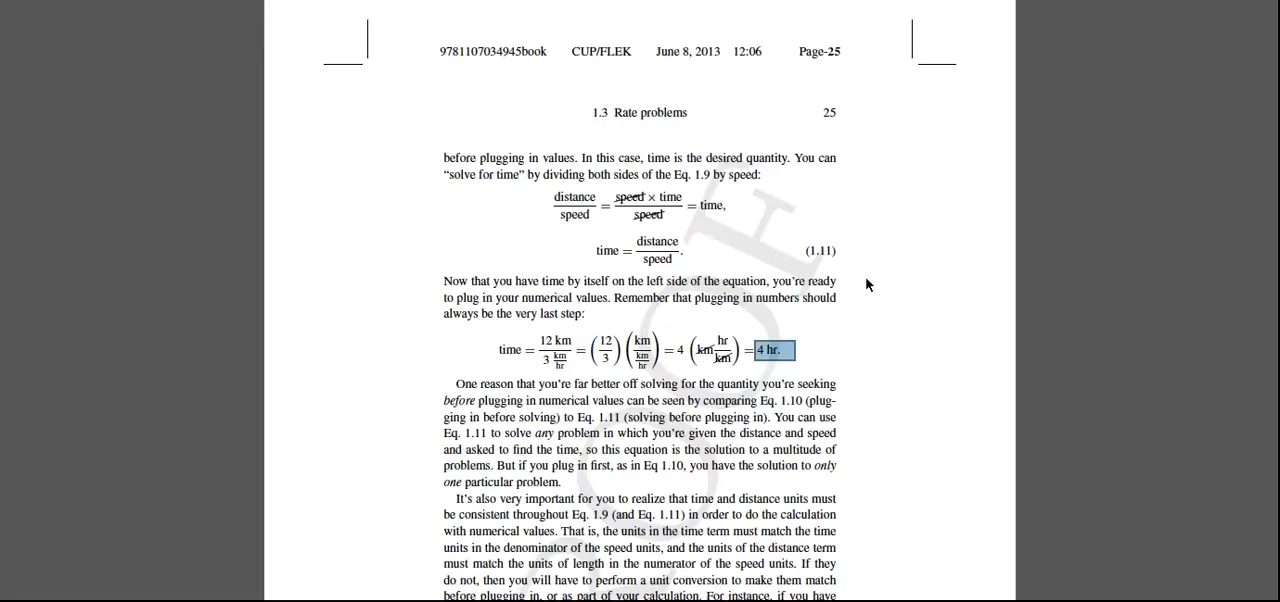 9781107034945book CUP/FLEK June 8, 2013 12:06 Page-25
1.3 Rate problems 25
before plugging in values. In this case, time is the desired quantity. You can
“solve for time” by dividing both sides of the Eq. 1.9 by speed:
distance/speed = speed × time/speed = time,
time = distance/speed. (1.11)
Now that you have time by itself on the left side of the equation, you’re ready
to plug in your numerical values. Remember that plugging in numbers should
always be the very last step:
time = 12 km/3 km/hr = (12/3) (km/km/hr) = 4 (km hr/km) = 4 hr.
One reason that you’re far better off solving for the quantity you’re seeking
before plugging in numerical values can be seen by comparing Eq. 1.10 (plug-
ging in before solving) to Eq. 1.11 (solving before plugging in). You can use
Eq. 1.11 to solve any problem in which you’re given the distance and speed
and asked to find the time, so this equation is the solution to a multitude of
problems. But if you plug in first, as in Eq 1.10, you have the solution to only
one particular problem.
It’s also very important for you to realize that time and distance units must
be consistent throughout Eq. 1.9 (and Eq. 1.11) in order to do the calculation
with numerical values. That is, the units in the time term must match the time
units in the denominator of the speed units, and the units of the distance term
must match the units of length in the numerator of the speed units. If they
do not, then you will have to perform a unit conversion to make them match
before plugging in, or as part of your calculation. For instance, if you have